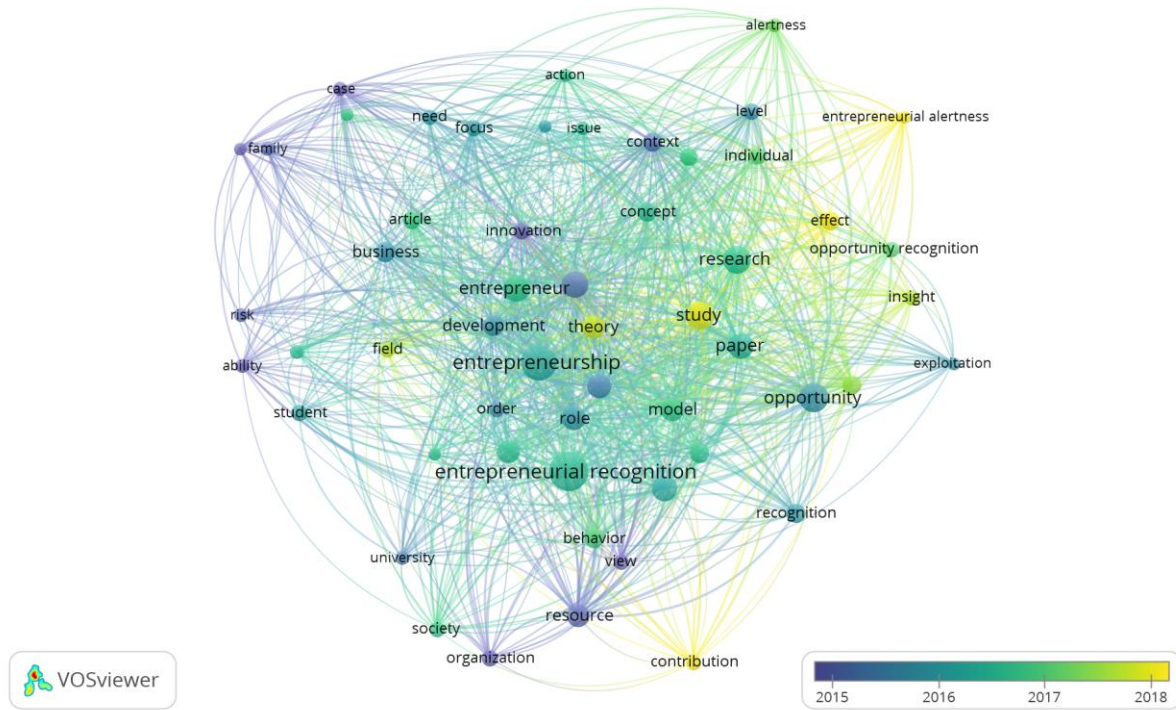 alertness
action
case
need
focus
issue
level
entrepreneurial alertness
context
family
individual
article
concept
effect
innovation
business
opportunity recognition
research
entrepreneur
insight
risk
development
theory
study
field
paper
ability
entrepreneurship
exploitation
student
order
role
model
opportunity
entrepreneurial recognition
recognition
behavior
university
view
resource
society
organization
contribution
VOSviewer
2015
2016
2017
2018